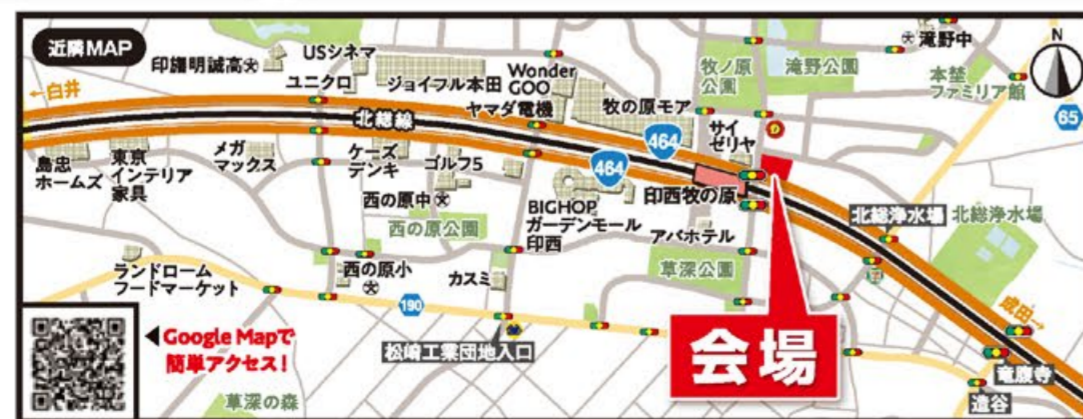 近隣MAP
←白井
印旛明誠高
USシネマ
ユニクロ
ジョイフル本田
Wonder
GOO
ヤマダ電機
牧の原モア
牧ノ原
公園
滝野公園
滝野中
本埜
ファミリア館
N
65
北総線
464
464
サイ
ゼリヤ
島忠
ホームズ
東京
インテリア
家具
メガ
マックス
ケーズ
デンキ
ゴルフ5
西の原中
西の原公園
BIGHOP
ガーデンモール
印西
印西牧の原
アパホテル
草深公園
北総浄水場
北総浄水場
ランドローム
フードマーケット
西の原小
カスミ
190
松崎工業団地入口
会場
成田→
竜腹寺
造谷
Google Mapで
簡単アクセス!
草深の森